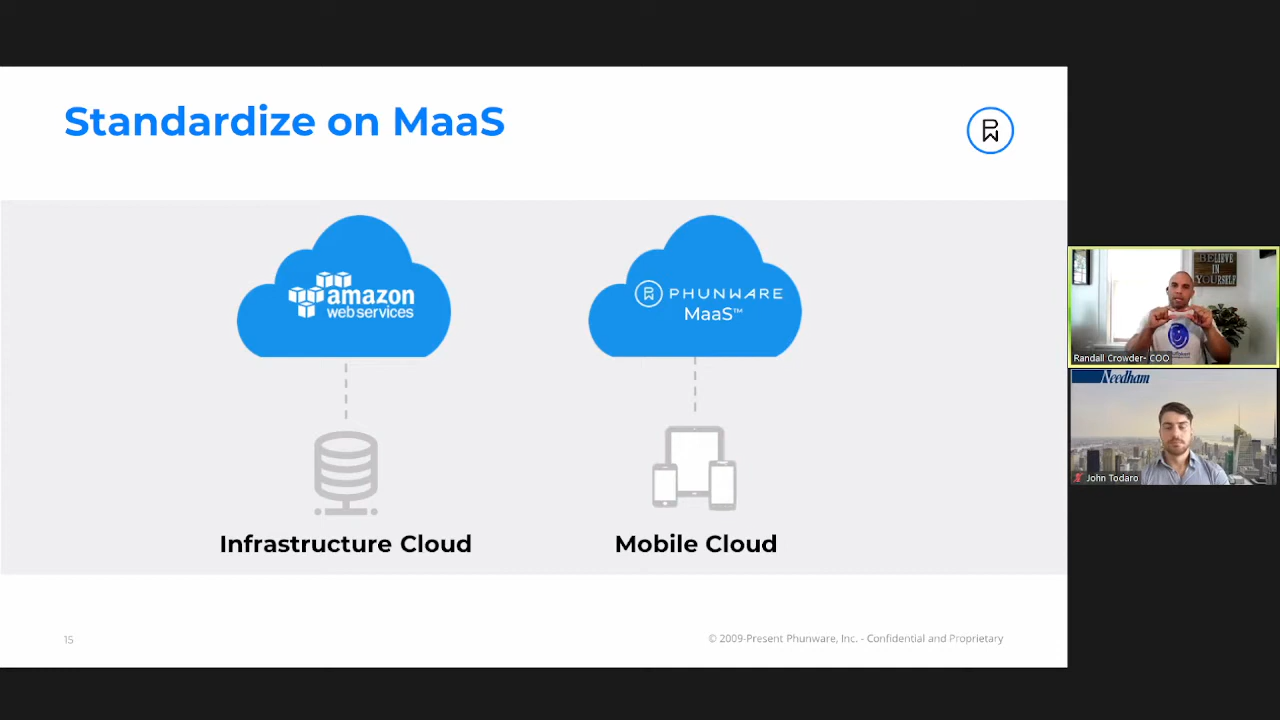 Standardize on MaaS
amazon
web services
PHUNWARE
MaaS™
Infrastructure Cloud
Mobile Cloud
15
© 2009-Present Phunware, Inc. - Confidential and Proprietary
BELIEVE
IN
YOURSELF
Randall Crowder- COO
Needham
John Todaro